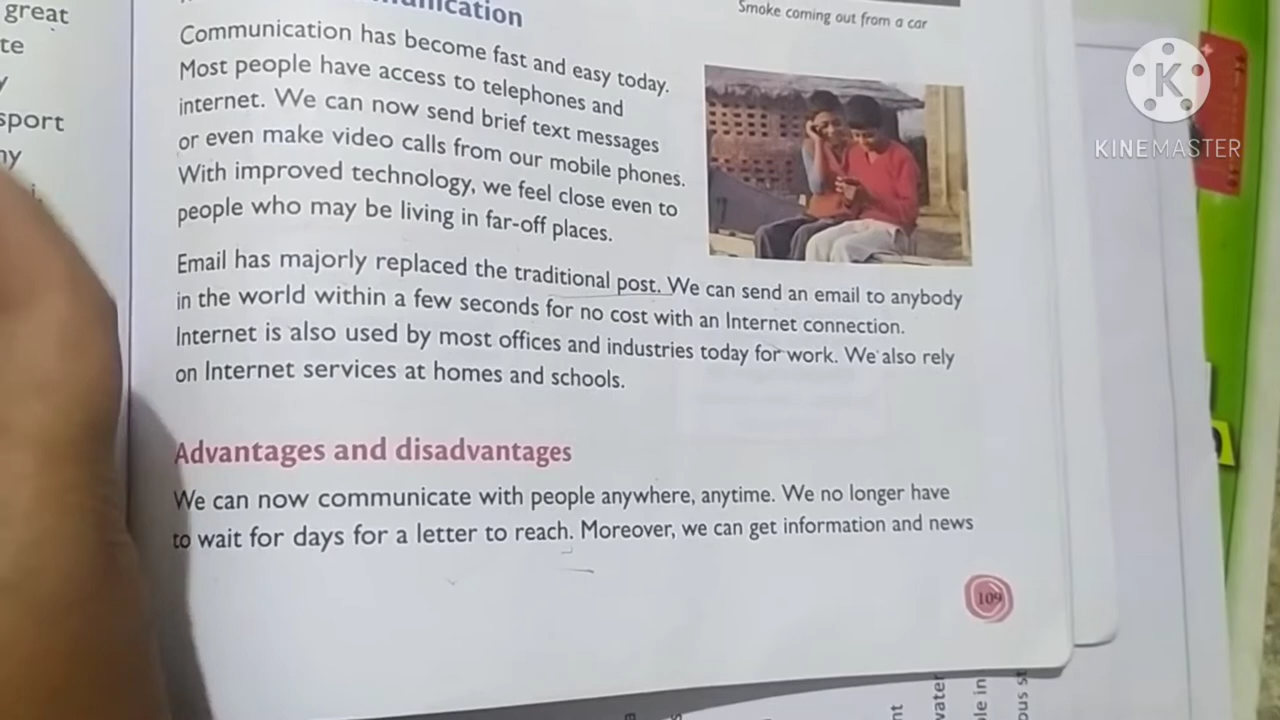 great
te
y
sport
ny
Smoke coming out from a car
Communication has become fast and easy today.
Most people have access to telephones and
internet. We can now send brief text messages
or even make video calls from our mobile phones.
With improved technology, we feel close even to
people who may be living in far-off places.
Email has majorly replaced the traditional post. We can send an email to anybody
in the world within a few seconds for no cost with an Internet connection.
Internet is also used by most offices and industries today for work. We also rely
on Internet services at homes and schools.
Advantages and disadvantages
We can now communicate with people anywhere, anytime. We no longer have
to wait for days for a letter to reach. Moreover, we can get information and news
109
K
KINEMASTER